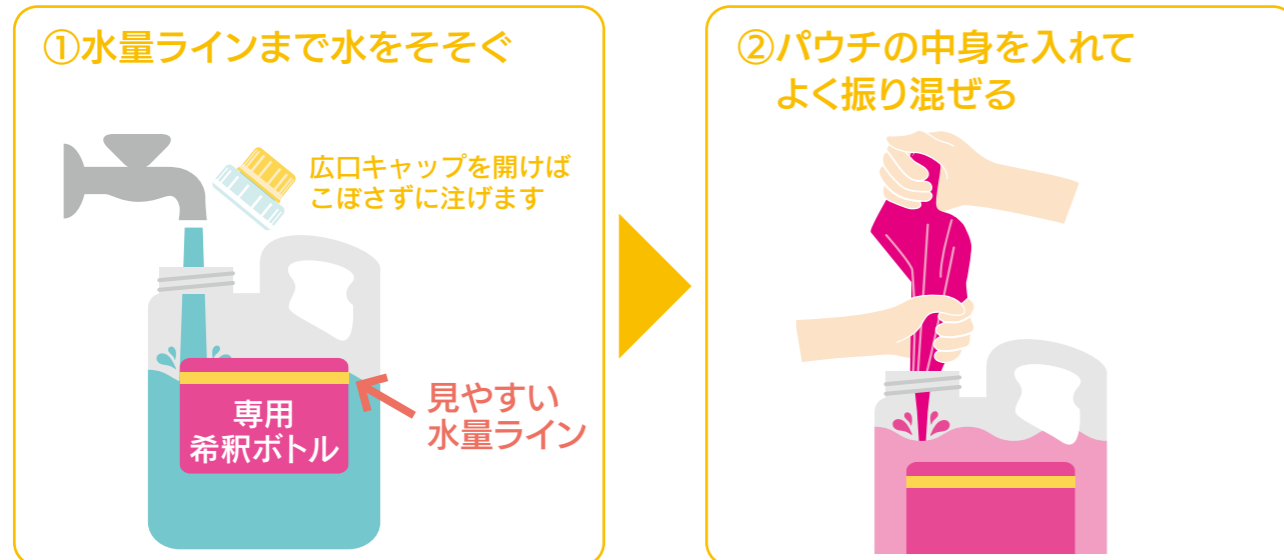 ①水量ラインまで水をそそぐ
広口キャップを開けば
こぼさずに注げます
専用
希釈ボトル
見やすい
水量ライン
②パウチの中身を入れて
よく振り混ぜる